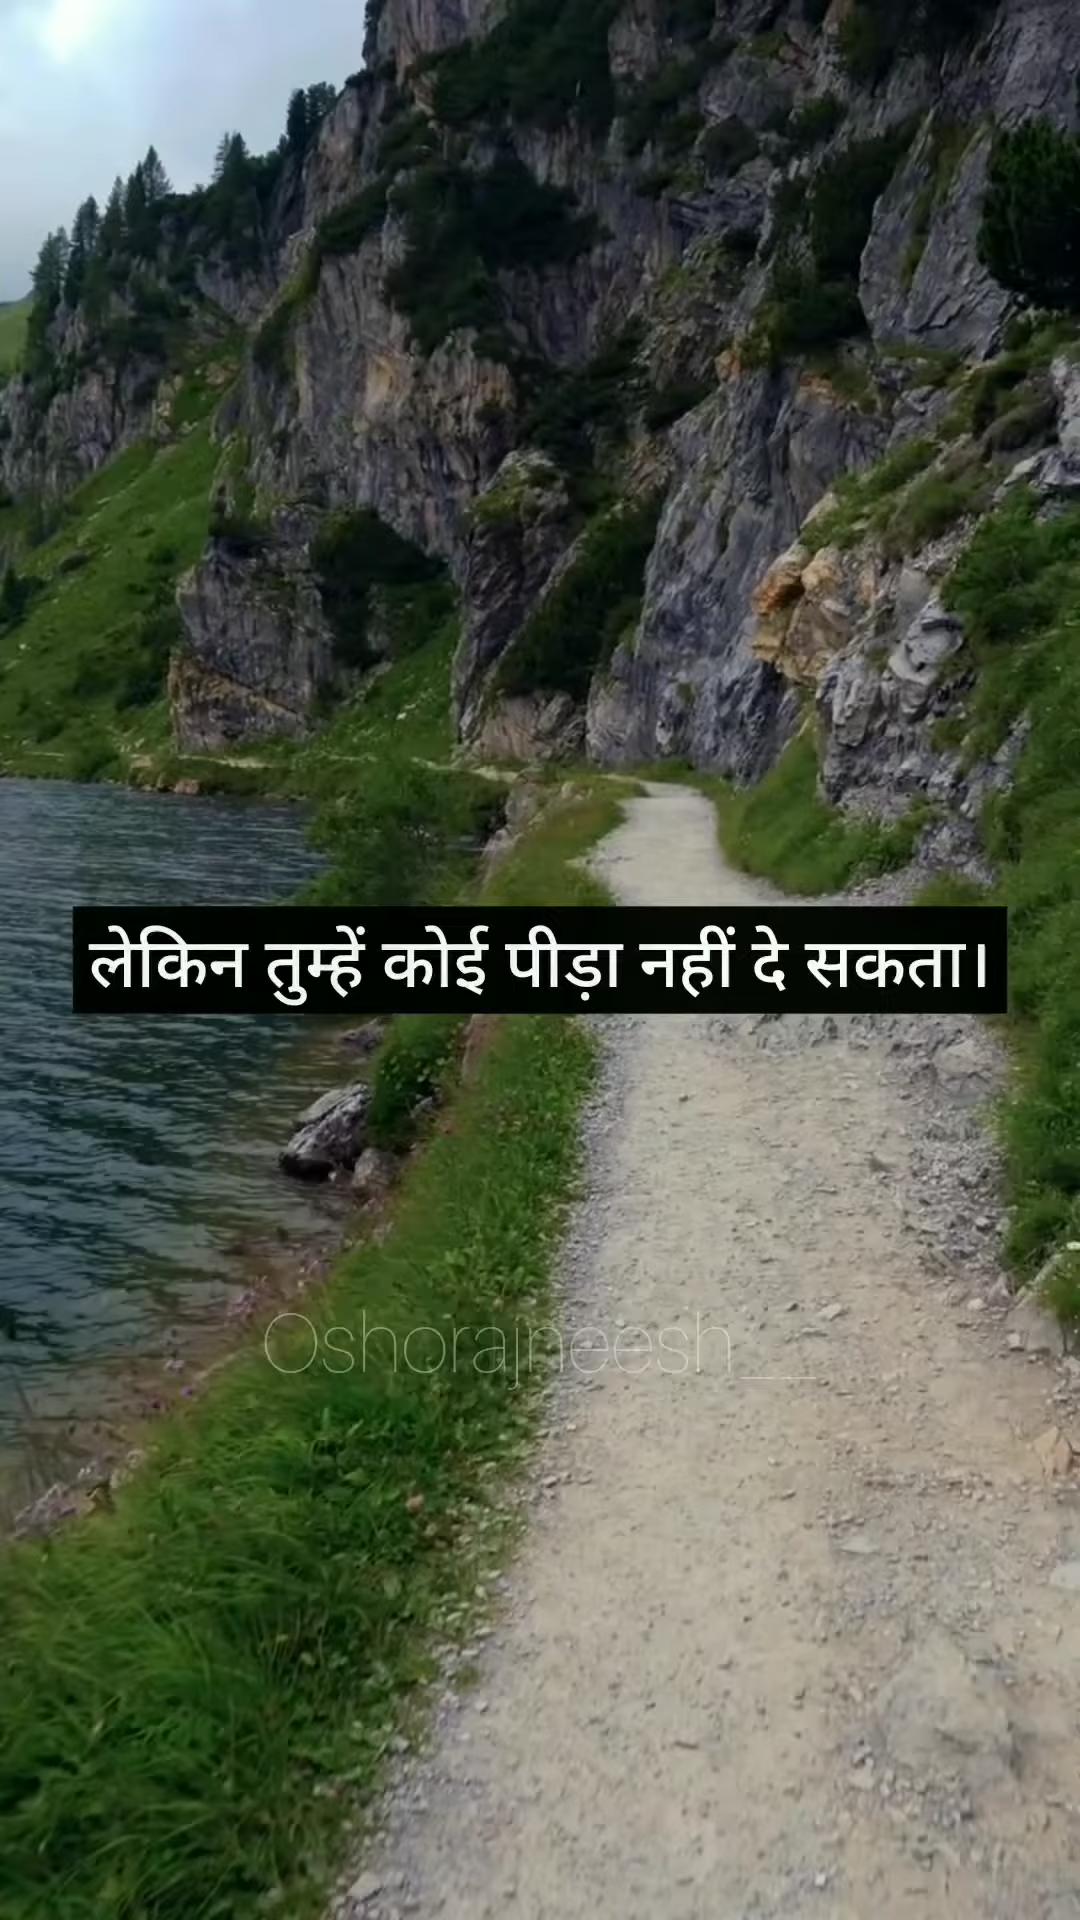 लेकिन तुम्हें कोई पीड़ा नहीं दे सकता।
Oshorajneesh__